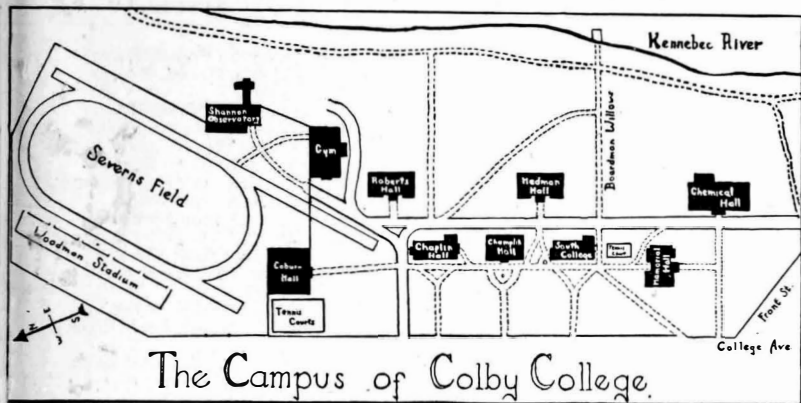 Kennebec River
Shannon
Observatory
Gym
Severns Field
Woodman Stadium
Roberts
Hall
Hedman
Hall
Boardman Willows
Chemical
Hall
Coburn
Hall
Tennis
Courts
Chaplin
Hall
Champlin
Hall
South
College
Tennis
Court
Memorial
Hall
Front St.
College Ave
N
S
The Campus of Colby College.